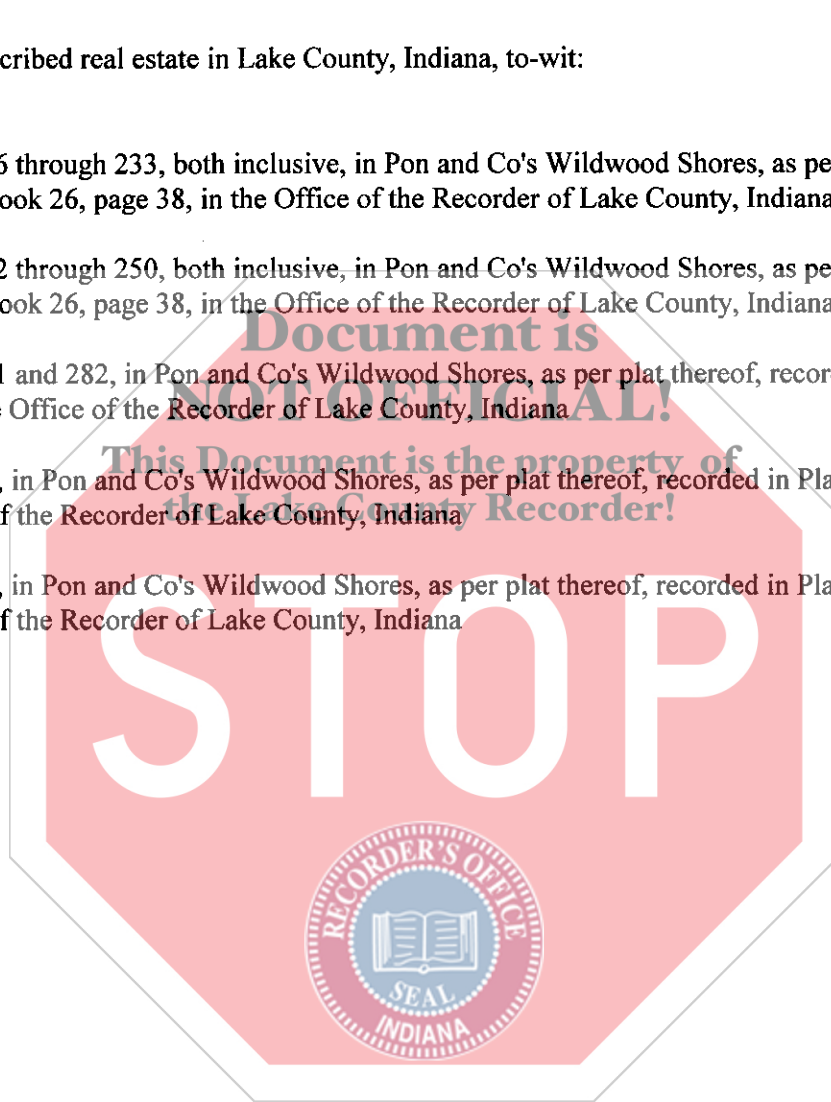 cribed real estate in Lake County, Indiana, to-wit:
6 through 233, both inclusive, in Pon and Co's Wildwood Shores, as pe
ook 26, page 38, in the Office of the Recorder of Lake County, Indiana
2 through 250, both inclusive, in Pon and Co's Wildwood Shores, as pe
ook 26, page 38, in the Office of the Recorder of Lake County, Indiana
Document is
1 and 282, in Pon and Co's Wildwood Shores, as per plat thereof, recor
NOT OFFICIAL!
e Office of the Recorder of Lake County, Indiana
This Document is the property of
, in Pon and Co's Wildwood Shores, as per plat thereof, recorded in Pla
the Lake County Recorder!
f the Recorder of Lake County, Indiana
, in Pon and Co's Wildwood Shores, as per plat thereof, recorded in Pla
f the Recorder of Lake County, Indiana
STOP
RECORDER'S OFFICE
SEAL
INDIANA